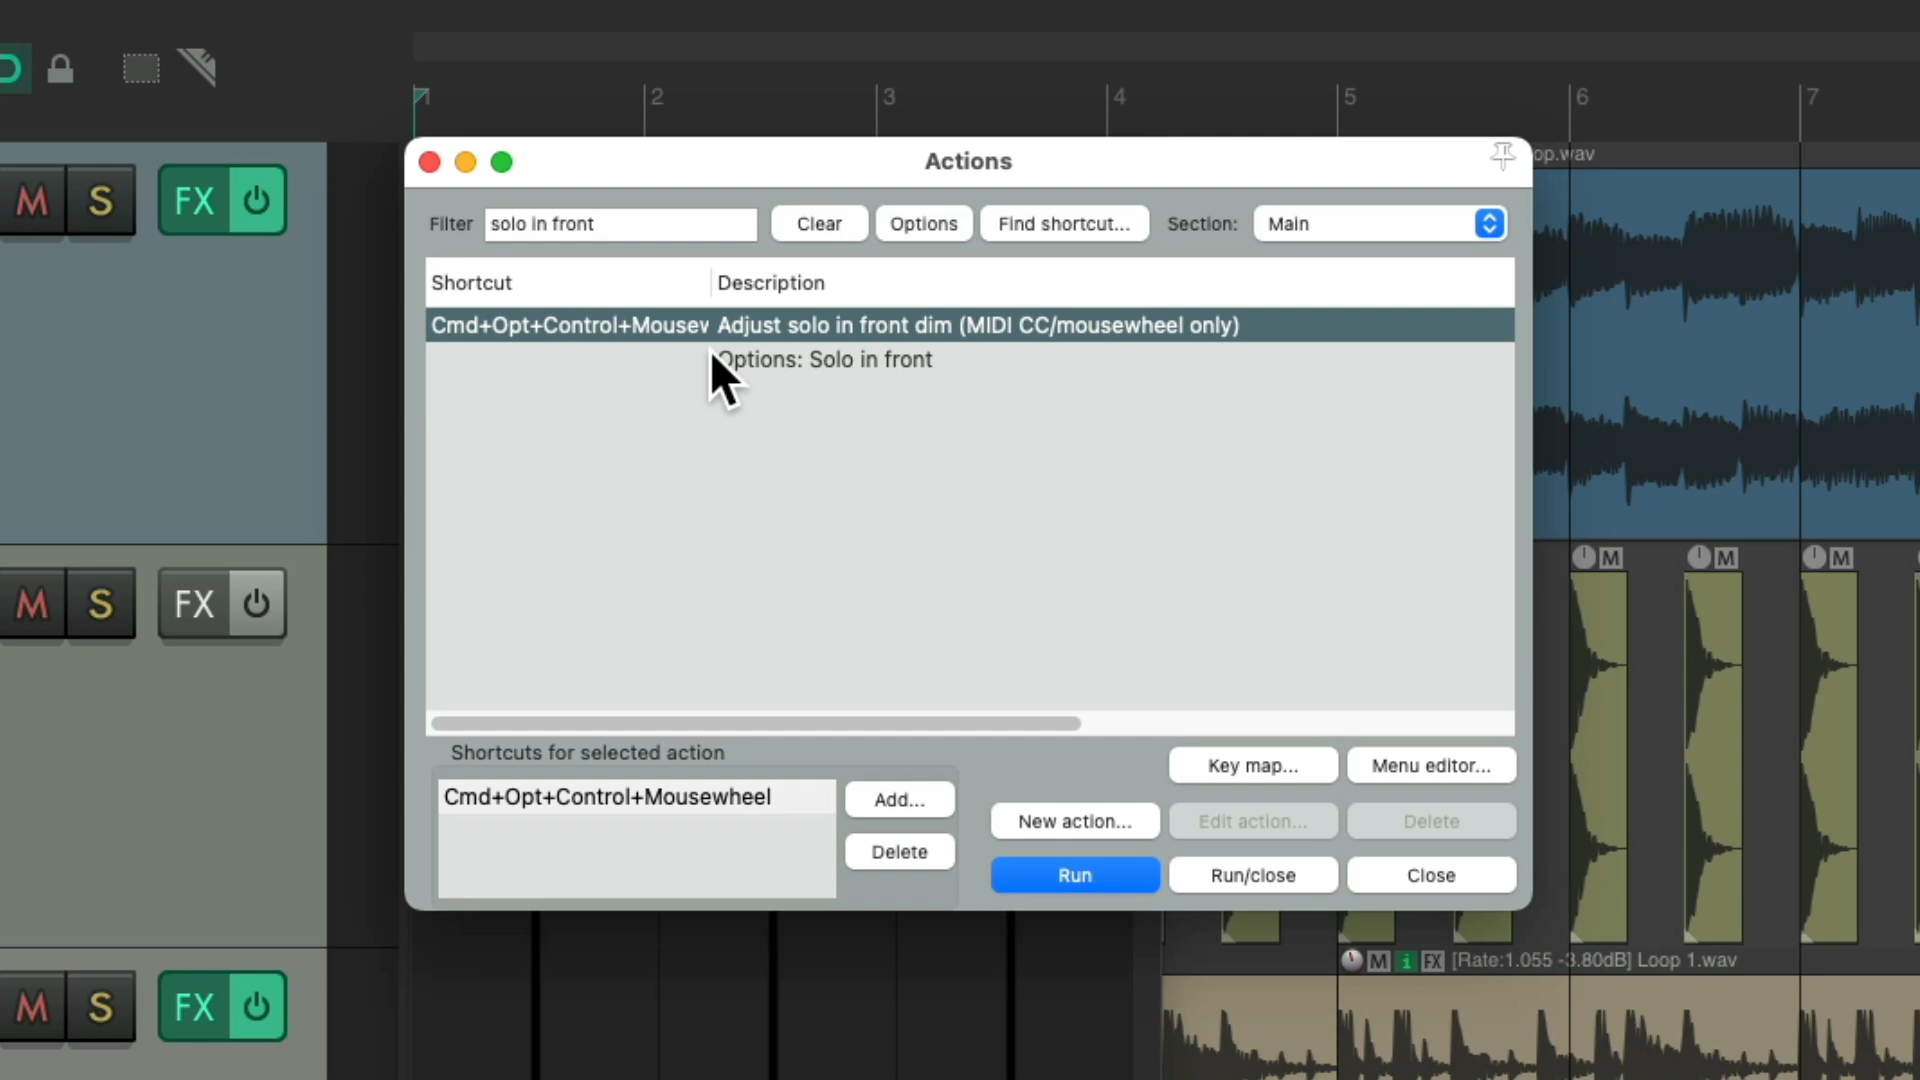 1 2 3 4 5 6 7
Actions
op.wav
M S FX
Filter solo in front Clear Options Find shortcut... Section: Main
Shortcut Description
Cmd+Opt+Control+Mousew Adjust solo in front dim (MIDI CC/mousewheel only)
Options: Solo in front
M M M
M S FX
Shortcuts for selected action
Key map... Menu editor...
Cmd+Opt+Control+Mousewheel Add...
New action... Edit action... Delete
Delete
Run Run/close Close
M i FX [Rate:1.055 -3.80dB] Loop 1.wav
M S FX